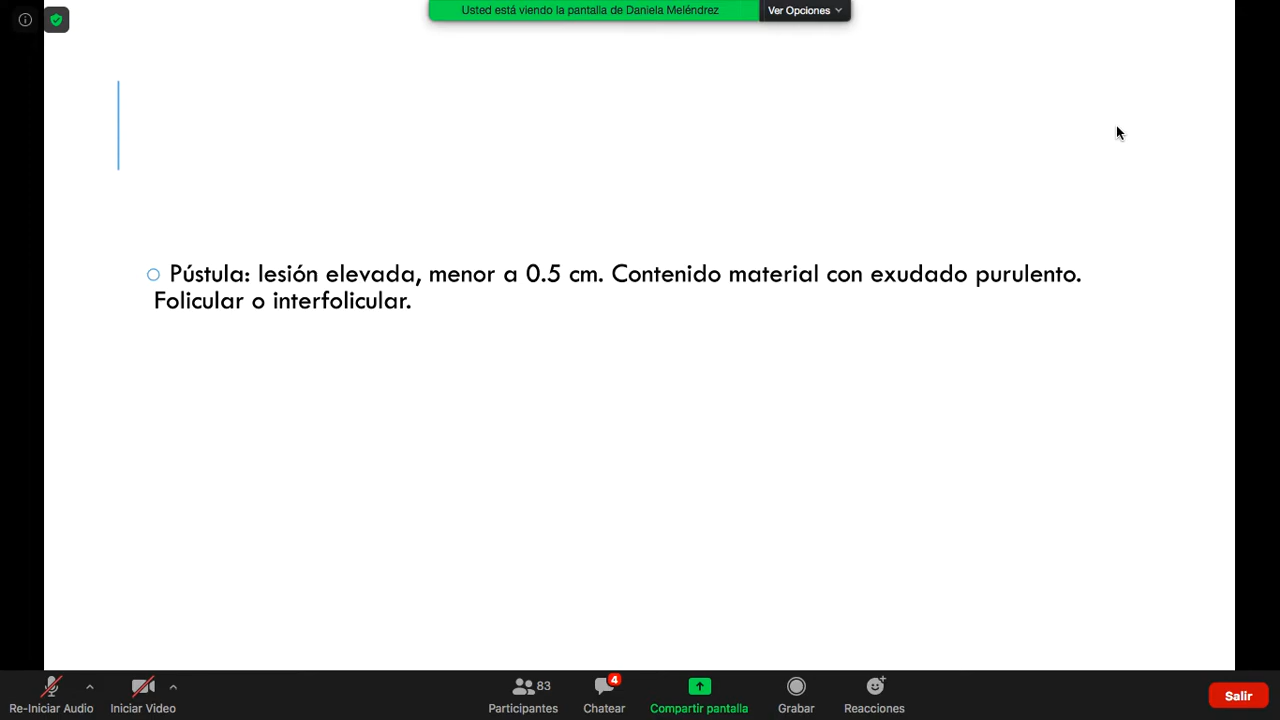 Usted está viendo la pantalla de Daniela Meléndrez
Ver Opciones
Pústula: lesión elevada, menor a 0.5 cm. Contenido material con exudado purulento.
Folicular o interfolicular.
Re-Iniciar Audio
Iniciar Video
83
Participantes
4
Chatear
Compartir pantalla
Grabar
Reacciones
Salir